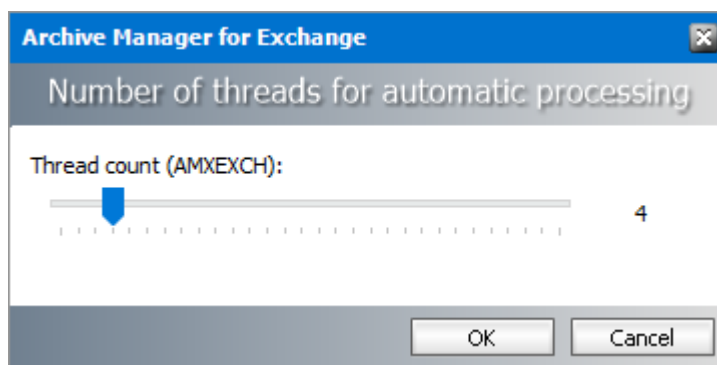 Archive Manager for Exchange
Number of threads for automatic processing
Thread count (AMXEXCH):
4
OK
Cancel